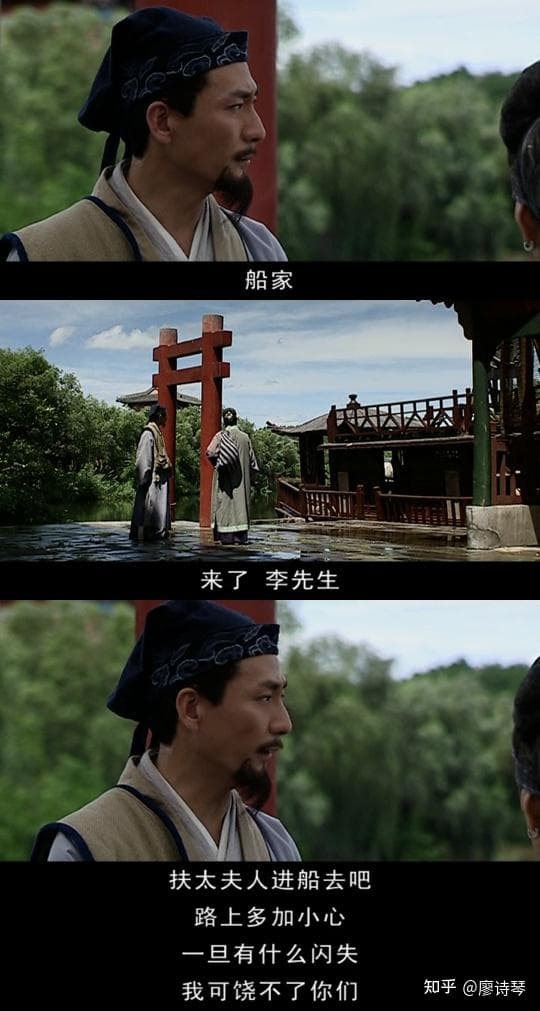 船家
来了 李先生
扶太夫人进船去吧
路上多加小心
一旦有什么闪失
我可饶不了你们
知乎 @廖诗琴